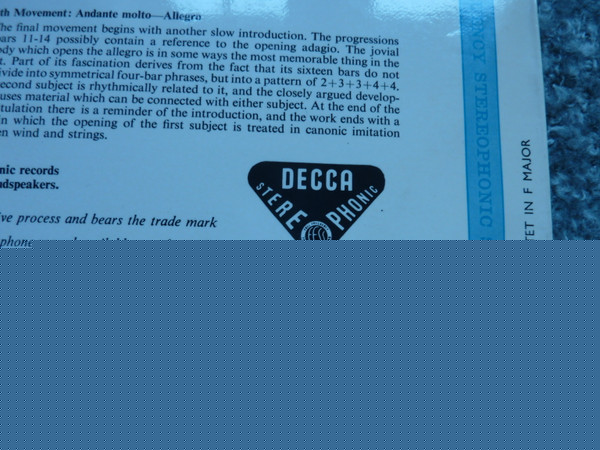 th Movement: Andante molto—Allegro
he final movement begins with another slow introduction. The progressions
ars 11-14 possibly contain a reference to the opening adagio. The jovial
dy which opens the allegro is in some ways the most memorable thing in the
t. Part of its fascination derives from the fact that its sixteen bars do not
ivide into symmetrical four-bar phrases, but into a pattern of 2+3+3+4+4.
econd subject is rhythmically related to it, and the closely argued develop-
uses material which can be connected with either subject. At the end of the
itulation there is a reminder of the introduction, and the work ends with a
in which the opening of the first subject is treated in canonic imitation
en wind and strings.
nic records
dspeakers.
ive process and bears the trade mark
phone
DECCA
STEREOPHONIC
ENCY STEREOPHONIC
TET IN F MAJOR